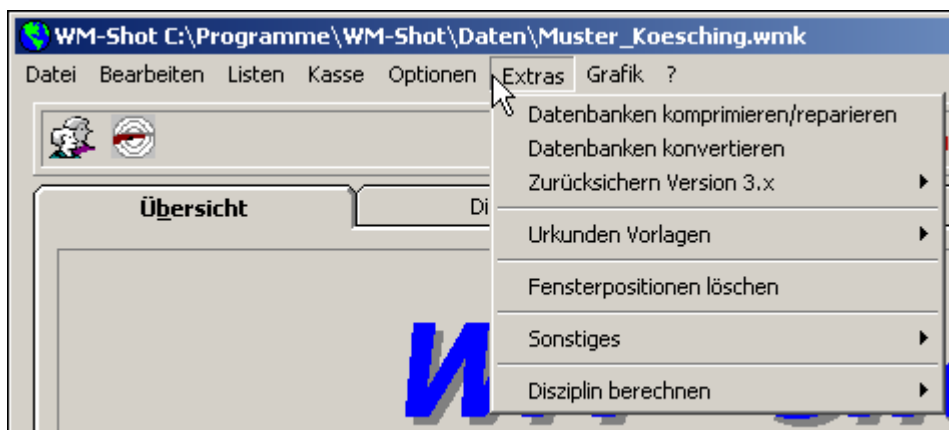 WM-Shot C:\Programme\WM-Shot\Daten\Muster_Koesching.wmk
Datei Bearbeiten Listen Kasse Optionen Extras Grafik ?
Datenbanken komprimieren/reparieren
Datenbanken konvertieren
Zurücksichern Version 3.x
Übersicht
Urkunden Vorlagen
Fensterpositionen löschen
Sonstiges
Disziplin berechnen